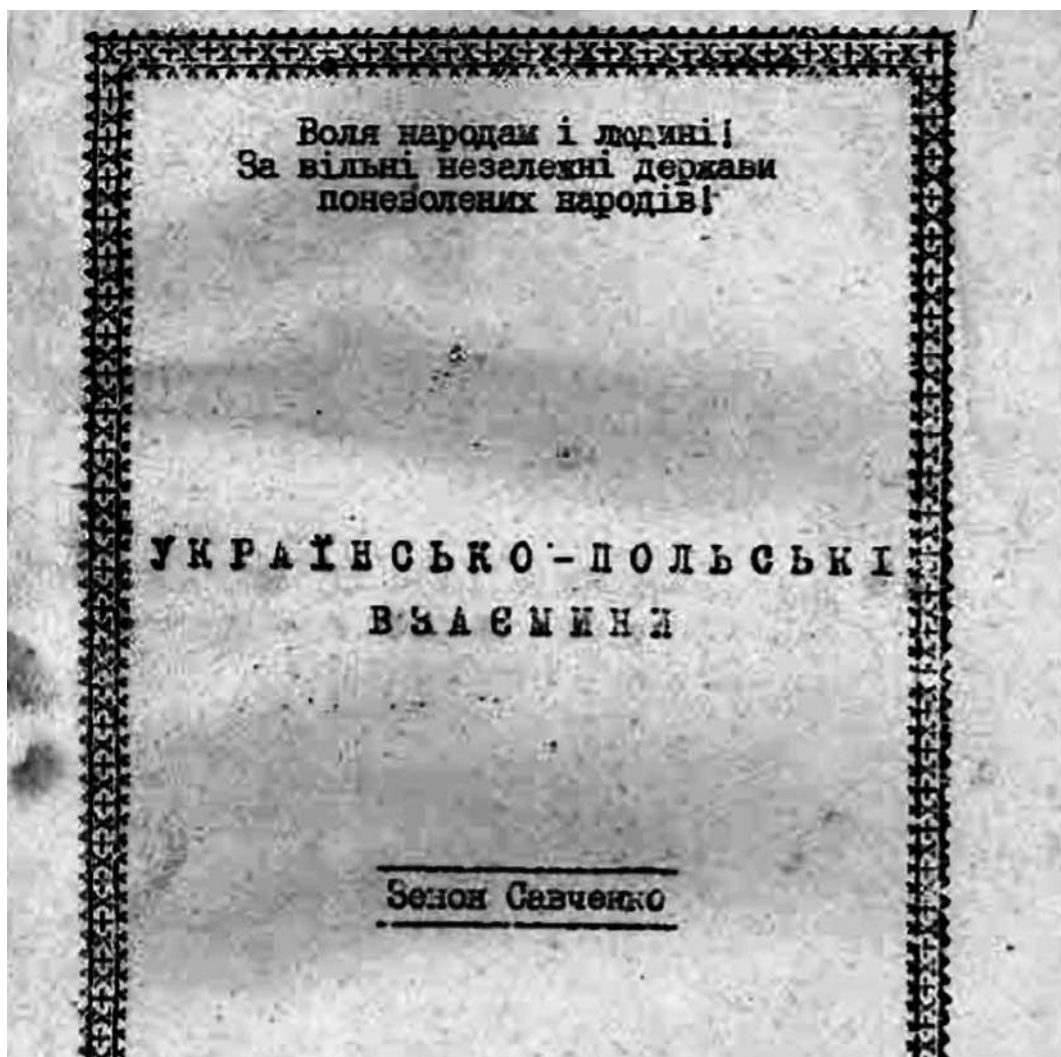 Воля народам і людині!
За вільні незалежні держави
поневолених народів!
УКРАЇНСЬКО-ПОЛЬСЬКІ
ВЗАЄМИНИ
Зенон Савченко